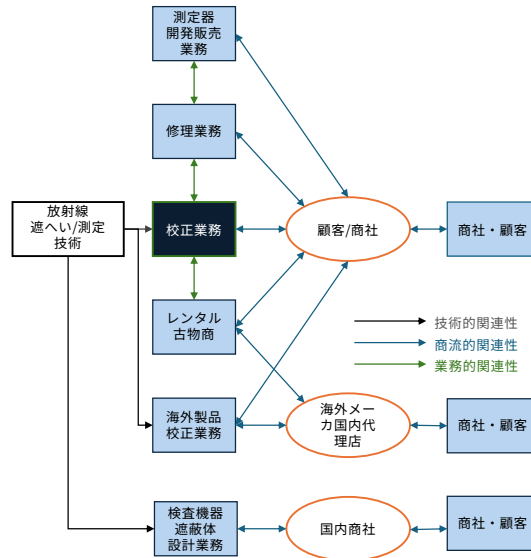 測定器
開発販売
業務
修理業務
放射線
遮へい/測定
技術
校正業務
顧客/商社
商社・顧客
レンタル
古物商
技術的関連性
商流的関連性
業務的関連性
海外製品
校正業務
海外メー
カ国内代
理店
商社・顧客
検査機器
遮蔽体
設計業務
国内商社
商社・顧客